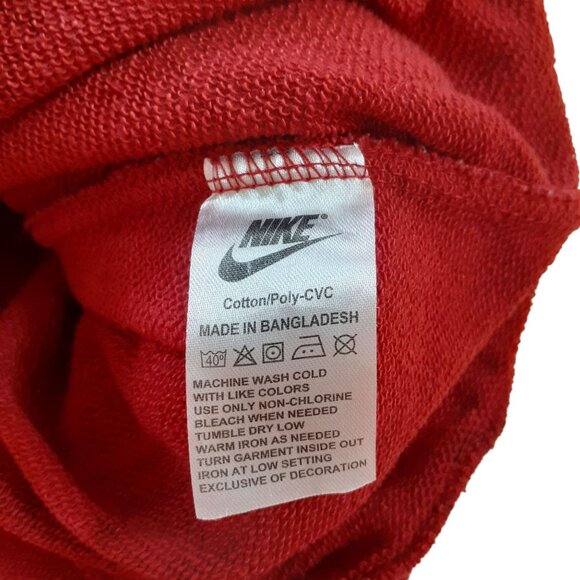 NIKE
Cotton/Poly-CVC
MADE IN BANGLADESH
40°
MACHINE WASH COLD
WITH LIKE COLORS
USE ONLY NON-CHLORINE
BLEACH WHEN NEEDED
TUMBLE DRY LOW
WARM IRON AS NEEDED
TURN GARMENT INSIDE OUT
IRON AT LOW SETTING
EXCLUSIVE OF DECORATION